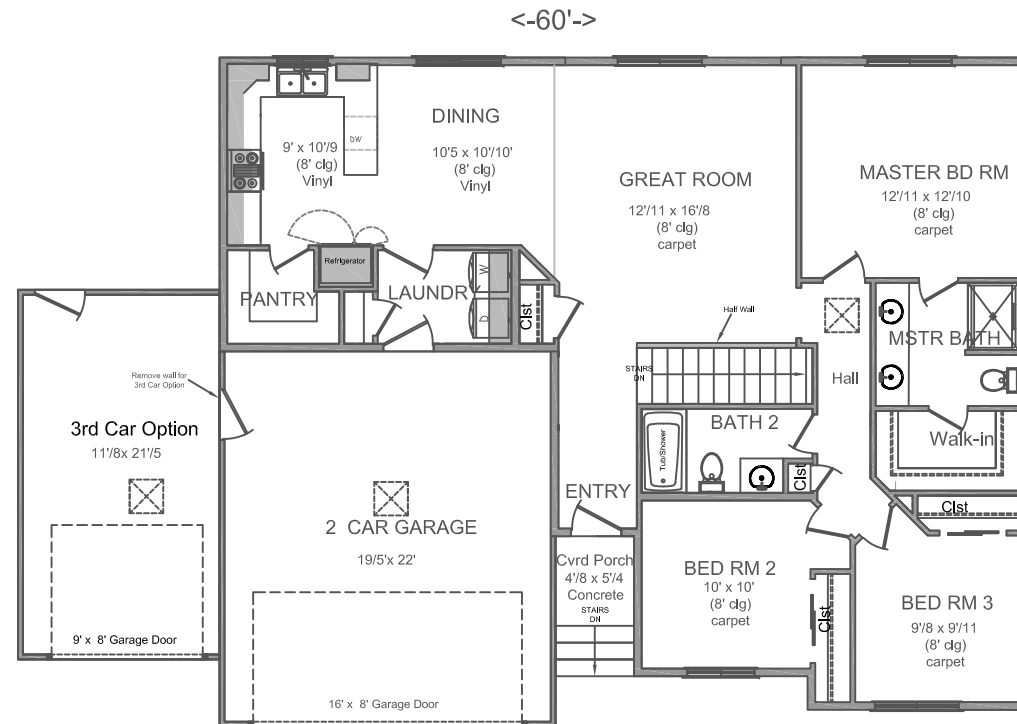 <-60'->
DINING
10'5 x 10'/10'
(8' clg)
Vinyl
9' x 10'/9
(8' clg)
Vinyl
DW
GREAT ROOM
12'/11 x 16'/8
(8' clg)
carpet
MASTER BD RM
12'/11 x 12'/10
(8' clg)
carpet
Refrigerator
PANTRY
LAUNDRY
W
D
Clst
Half Wall
STAIRS
DN
Hall
MSTR BATH
Walk-in
Remove wall for
3rd Car Option
3rd Car Option
11'/8x 21'/5
9' x 8' Garage Door
2 CAR GARAGE
19/5'x 22'
16' x 8' Garage Door
BATH 2
Tub/Shower
Clst
ENTRY
Cvrd Porch
4'/8 x 5'/4
Concrete
STAIRS
DN
BED RM 2
10' x 10'
(8' clg)
carpet
Clst
Clst
BED RM 3
9'/8 x 9'/11
(8' clg)
carpet